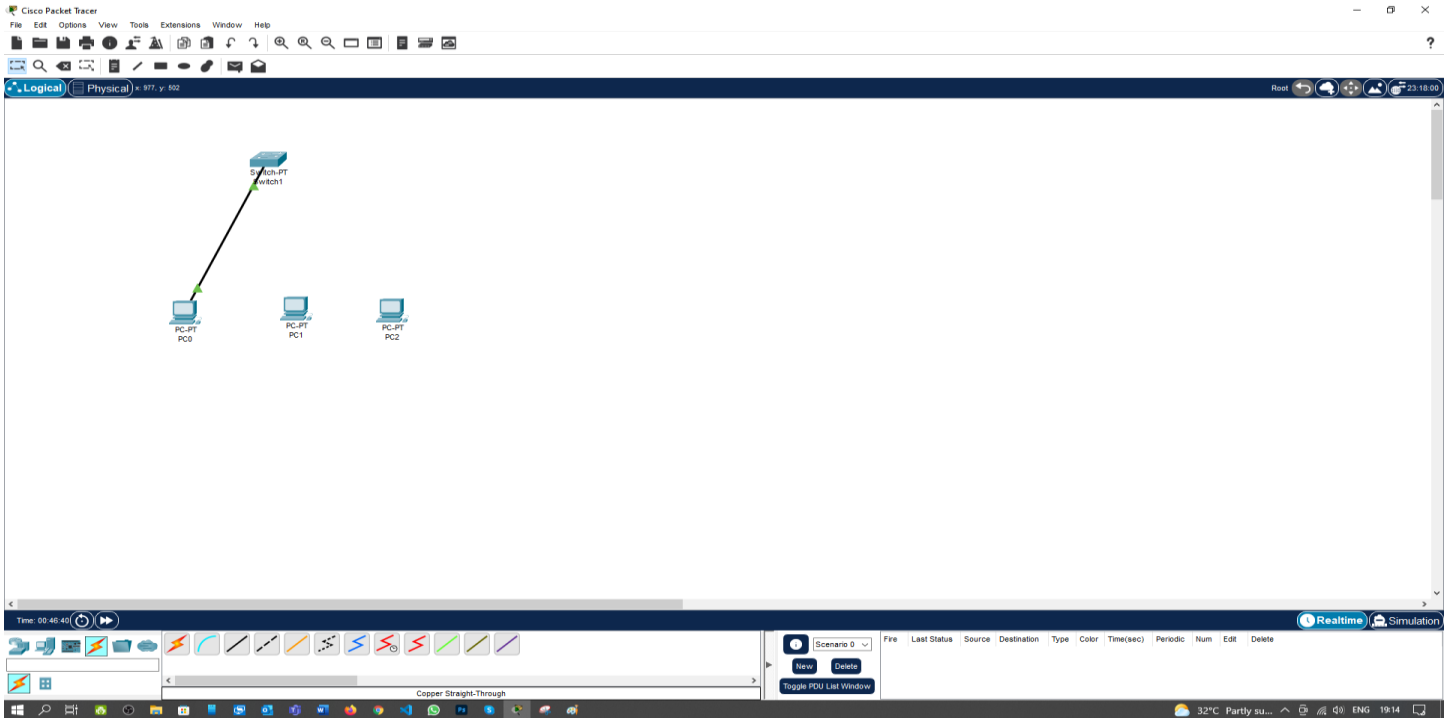 Cisco Packet Tracer
File Edit Options View Tools Extensions Window Help
?
Logical Physical x: 977, y: 502 Root 23:18:00
Switch-PT
Switch1
PC-PT
PC0
PC-PT
PC1
PC-PT
PC2
Time: 00:46:40 Realtime Simulation
Scenario 0 Fire Last Status Source Destination Type Color Time(sec) Periodic Num Edit Delete
New Delete
Toggle PDU List Window
Copper Straight-Through
32°C Partly su... ENG 19:14